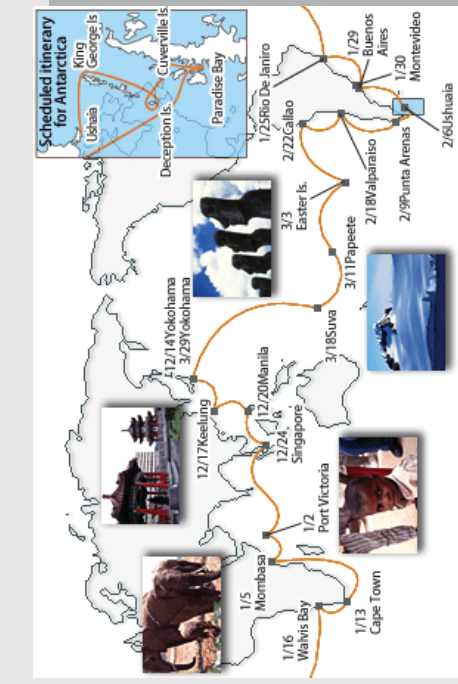 Scheduled itinerary
for Antarctica
King
George Is
Cuverville Is.
Ushaia
Deception Is.
Paradise Bay
12/14Yokohama
3/29Yokohama
12/17Keelung
12/20Manila
12/24
Singapore
1/2
Port Victoria
1/5
Mombasa
1/13
Cape Town
1/16
Walvis Bay
1/25Rio De Janiro
1/29
Buenos
Aires
1/30
Montevideo
2/6Ushuaia
2/9Punta Arenas
2/18Valparaiso
2/22Callao
3/3
Easter Is.
3/11Papeete
3/18Suva